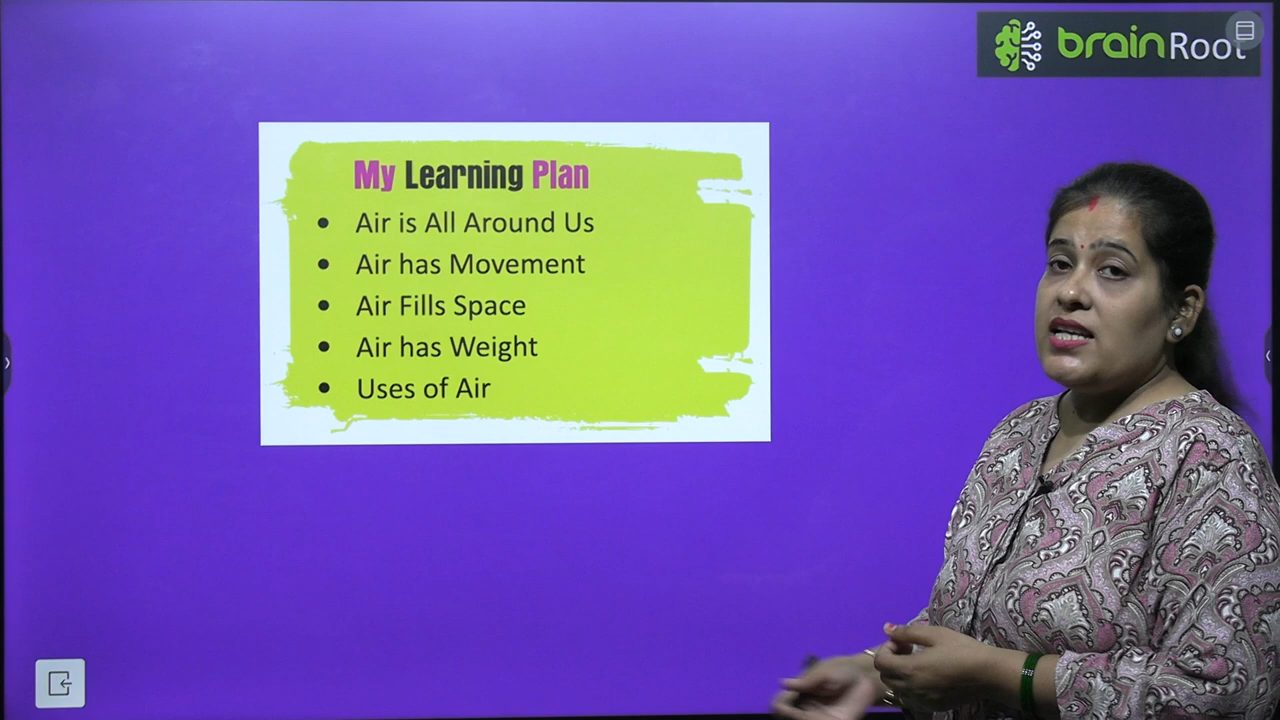 brainRoot
My Learning Plan
• Air is All Around Us
• Air has Movement
• Air Fills Space
• Air has Weight
• Uses of Air